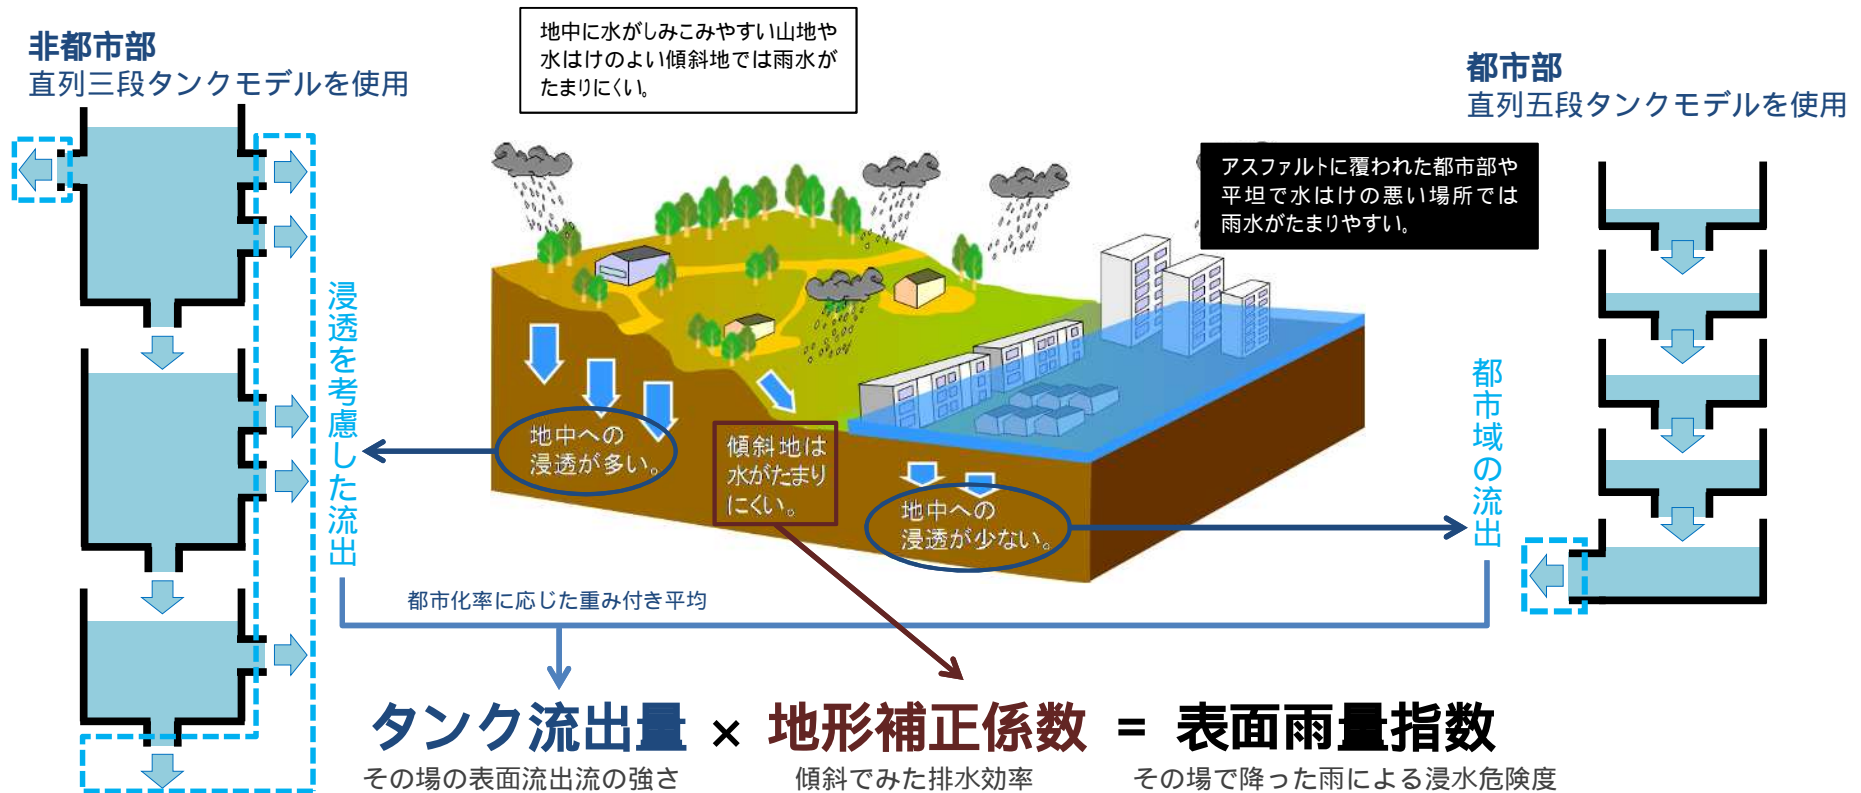 非都市部
直列三段タンクモデルを使用
地中に水がしみこみやすい山地や
水はけのよい傾斜地では雨水が
たまりにくい。
都市部
直列五段タンクモデルを使用
アスファルトに覆われた都市部や
平坦で水はけの悪い場所では
雨水がたまりやすい。
浸透を考慮した流出
地中への
浸透が多い。
傾斜地は
水がたまり
にくい。
地中への
浸透が少ない。
都市域の流出
都市化率に応じた重み付き平均
タンク流出量 × 地形補正係数 = 表面雨量指数
その場の表面流出流の強さ 傾斜でみた排水効率 その場で降った雨による浸水危険度